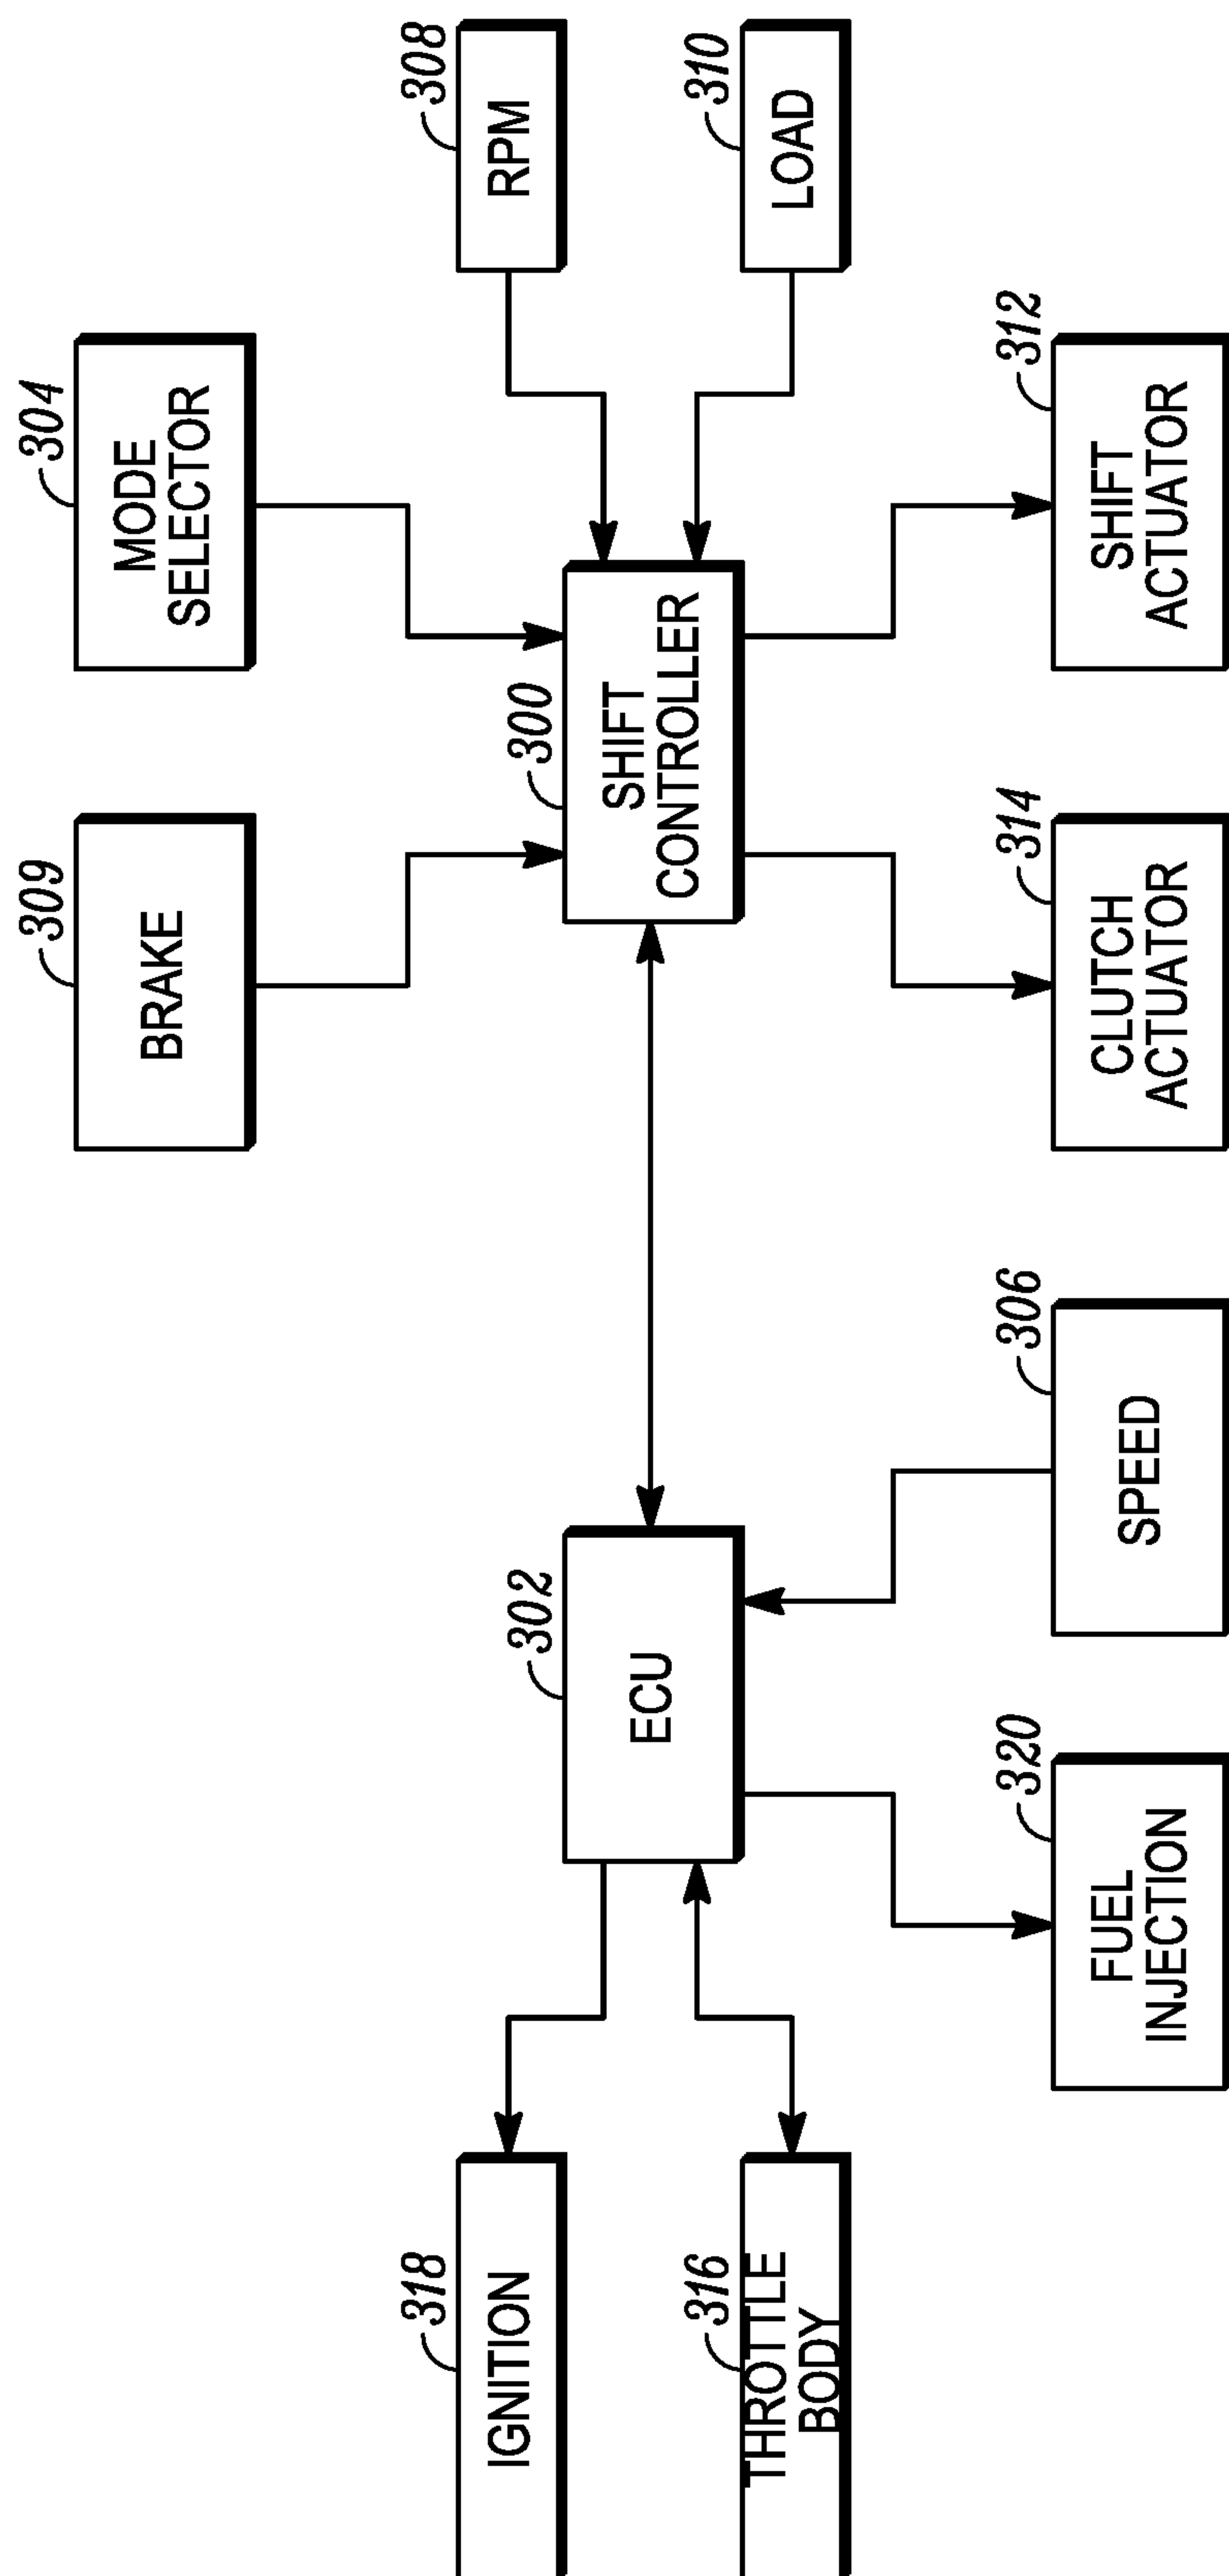 309
BRAKE
304
MODE
SELECTOR
318
IGNITION
302
ECU
300
SHIFT
CONTROLLER
308
RPM
316
THROTTLE
BODY
310
LOAD
320
FUEL
INJECTION
306
SPEED
314
CLUTCH
ACTUATOR
312
SHIFT
ACTUATOR